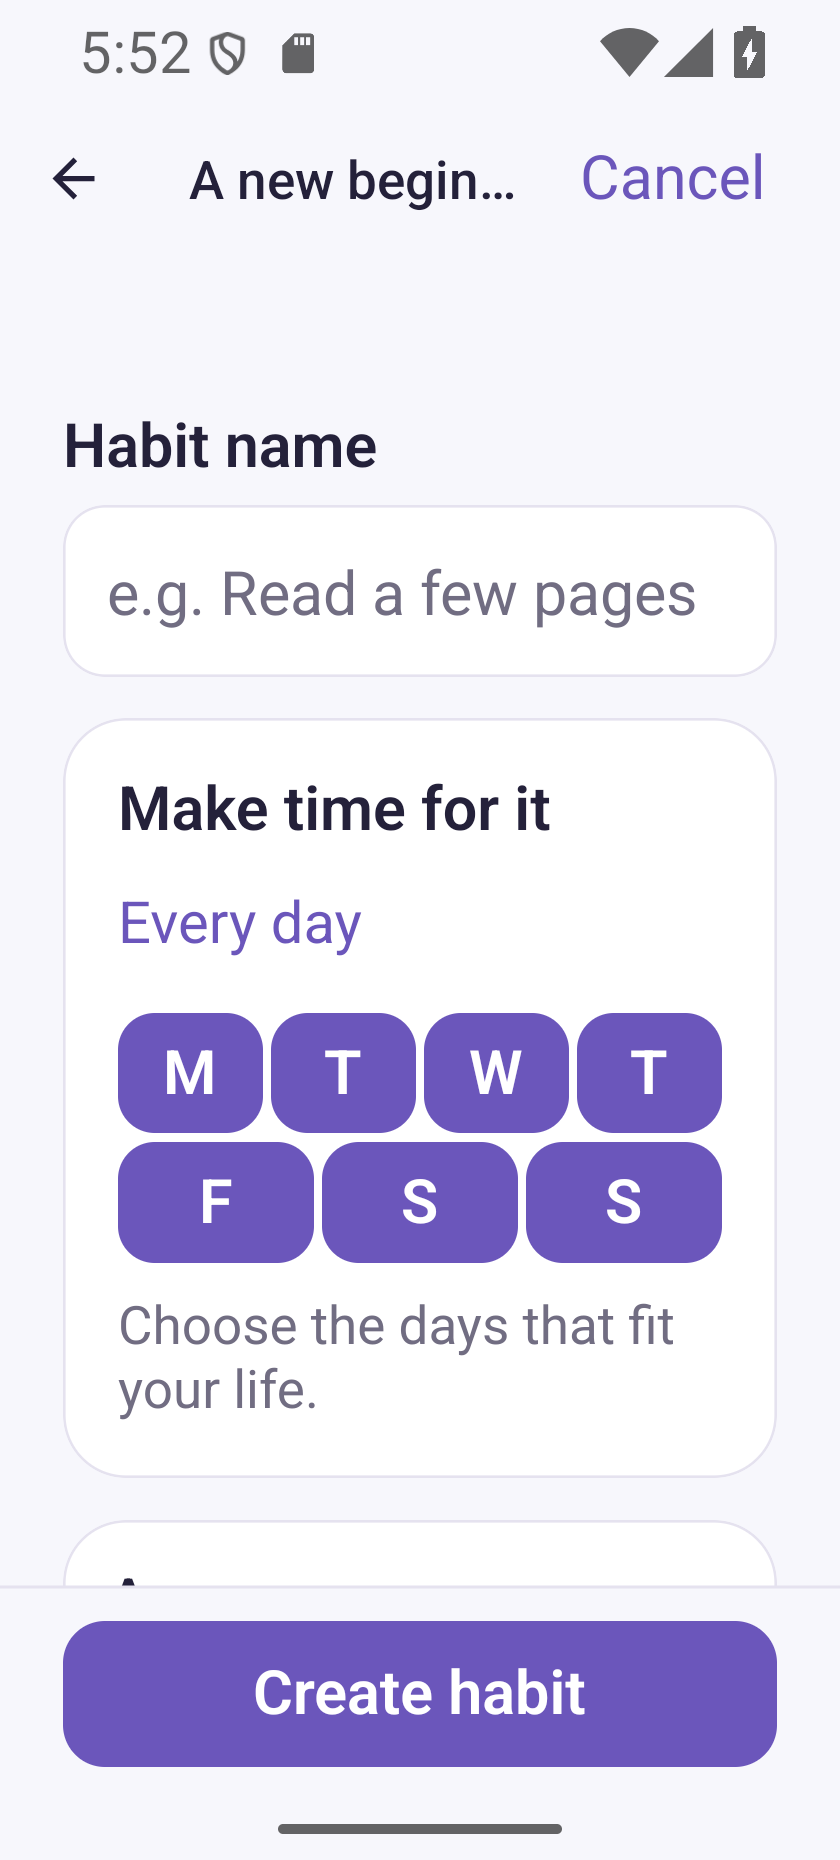 5:52
A new begin...
Cancel
Habit name
e.g. Read a few pages
Make time for it
Every day
M T W T
F S S
Choose the days that fit
your life.
Create habit